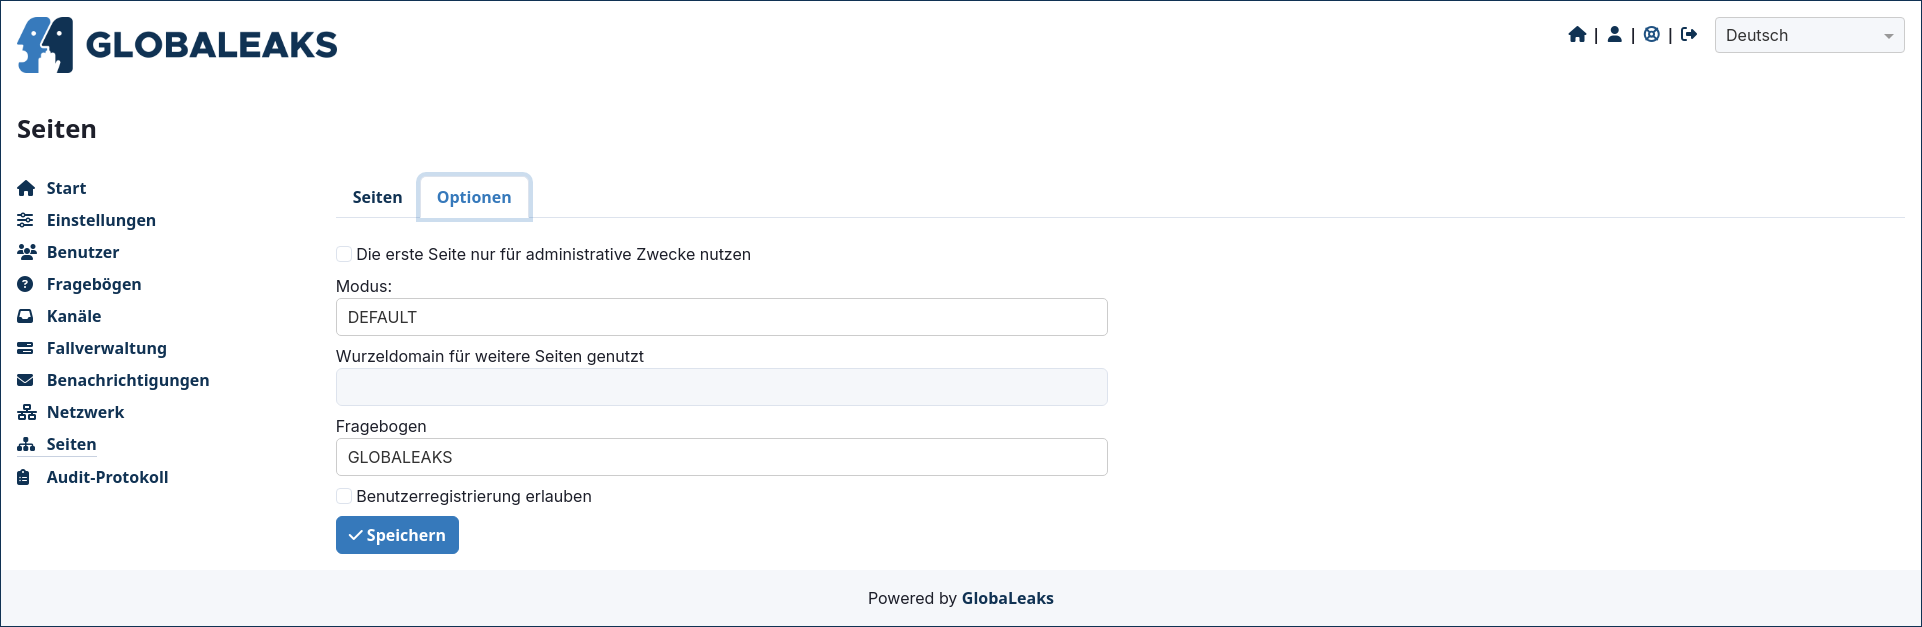 GLOBALEAKS
| | |
Deutsch
Seiten
Start
Einstellungen
Benutzer
Fragebögen
Kanäle
Fallverwaltung
Benachrichtigungen
Netzwerk
Seiten
Audit-Protokoll
Seiten Optionen
Die erste Seite nur für administrative Zwecke nutzen
Modus:
DEFAULT
Wurzeldomain für weitere Seiten genutzt
Fragebogen
GLOBALEAKS
Benutzerregistrierung erlauben
Speichern
Powered by GlobaLeaks